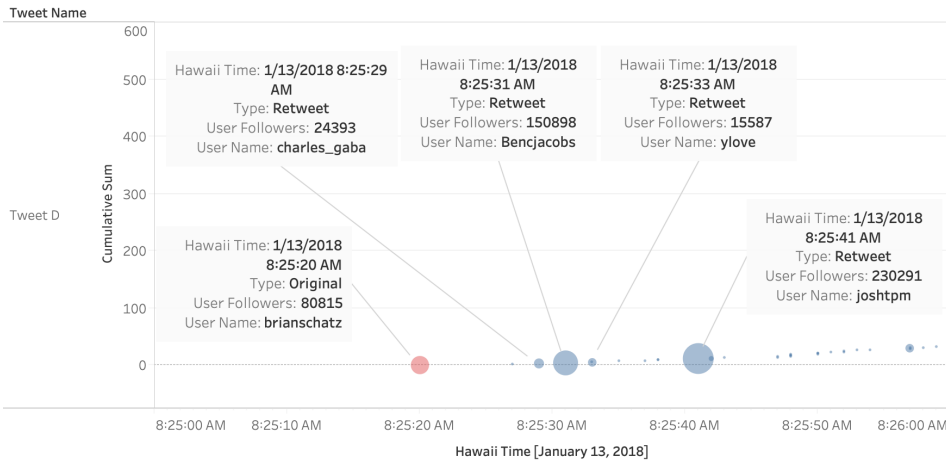 Tweet Name
600
500
400
300
200
100
0
Cumulative Sum
Tweet D
Hawaii Time: 1/13/2018 8:25:29
AM
Type: Retweet
User Followers: 24393
User Name: charles_gaba
Hawaii Time: 1/13/2018
8:25:31 AM
Type: Retweet
User Followers: 150898
User Name: Bencjacobs
Hawaii Time: 1/13/2018
8:25:33 AM
Type: Retweet
User Followers: 15587
User Name: ylove
Hawaii Time: 1/13/2018
8:25:20 AM
Type: Original
User Followers: 80815
User Name: brianschatz
Hawaii Time: 1/13/2018
8:25:41 AM
Type: Retweet
User Followers: 230291
User Name: joshtpm
8:25:00 AM 8:25:10 AM 8:25:20 AM 8:25:30 AM 8:25:40 AM 8:25:50 AM 8:26:00 AM
Hawaii Time [January 13, 2018]